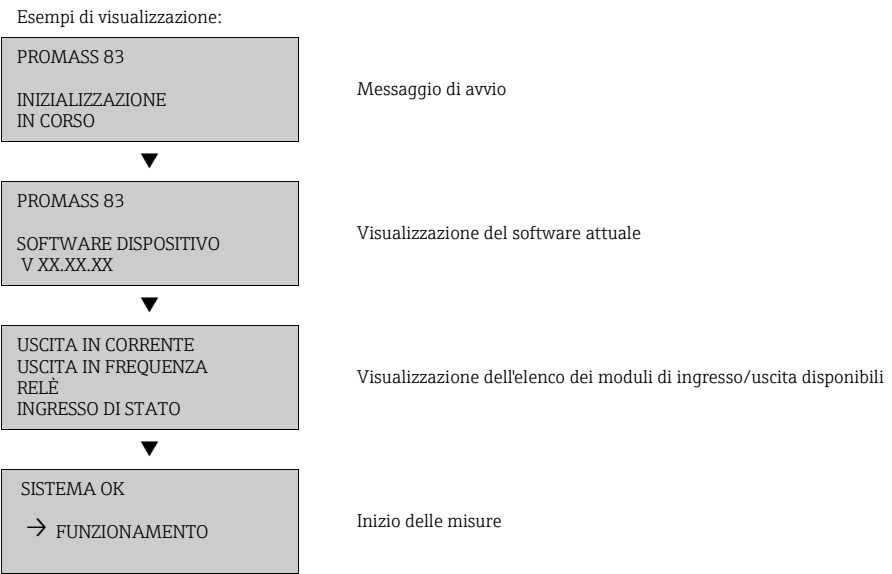 Esempi di visualizzazione:
PROMASS 83
INIZIALIZZAZIONE
IN CORSO
Messaggio di avvio
▼
PROMASS 83
SOFTWARE DISPOSITIVO
V XX.XX.XX
Visualizzazione del software attuale
▼
USCITA IN CORRENTE
USCITA IN FREQUENZA
RELÈ
INGRESSO DI STATO
Visualizzazione dell'elenco dei moduli di ingresso/uscita disponibili
▼
SISTEMA OK
→ FUNZIONAMENTO
Inizio delle misure